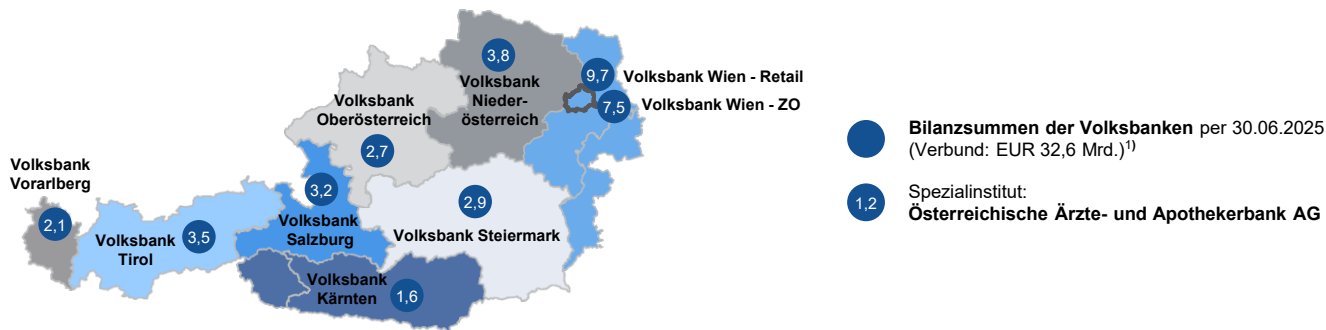 3,8
Volksbank
Nieder-
österreich
9,7
Volksbank Wien - Retail
7,5
Volksbank Wien - ZO
Volksbank
Oberösterreich
2,7
Volksbank
Vorarlberg
2,1
Volksbank
Tirol
3,5
3,2
Volksbank
Salzburg
2,9
Volksbank Steiermark
Volksbank
Kärnten
1,6
Bilanzsummen der Volksbanken per 30.06.2025
(Verbund: EUR 32,6 Mrd.)¹⁾
1,2
Spezialinstitut:
Österreichische Ärzte- und Apothekerbank AG